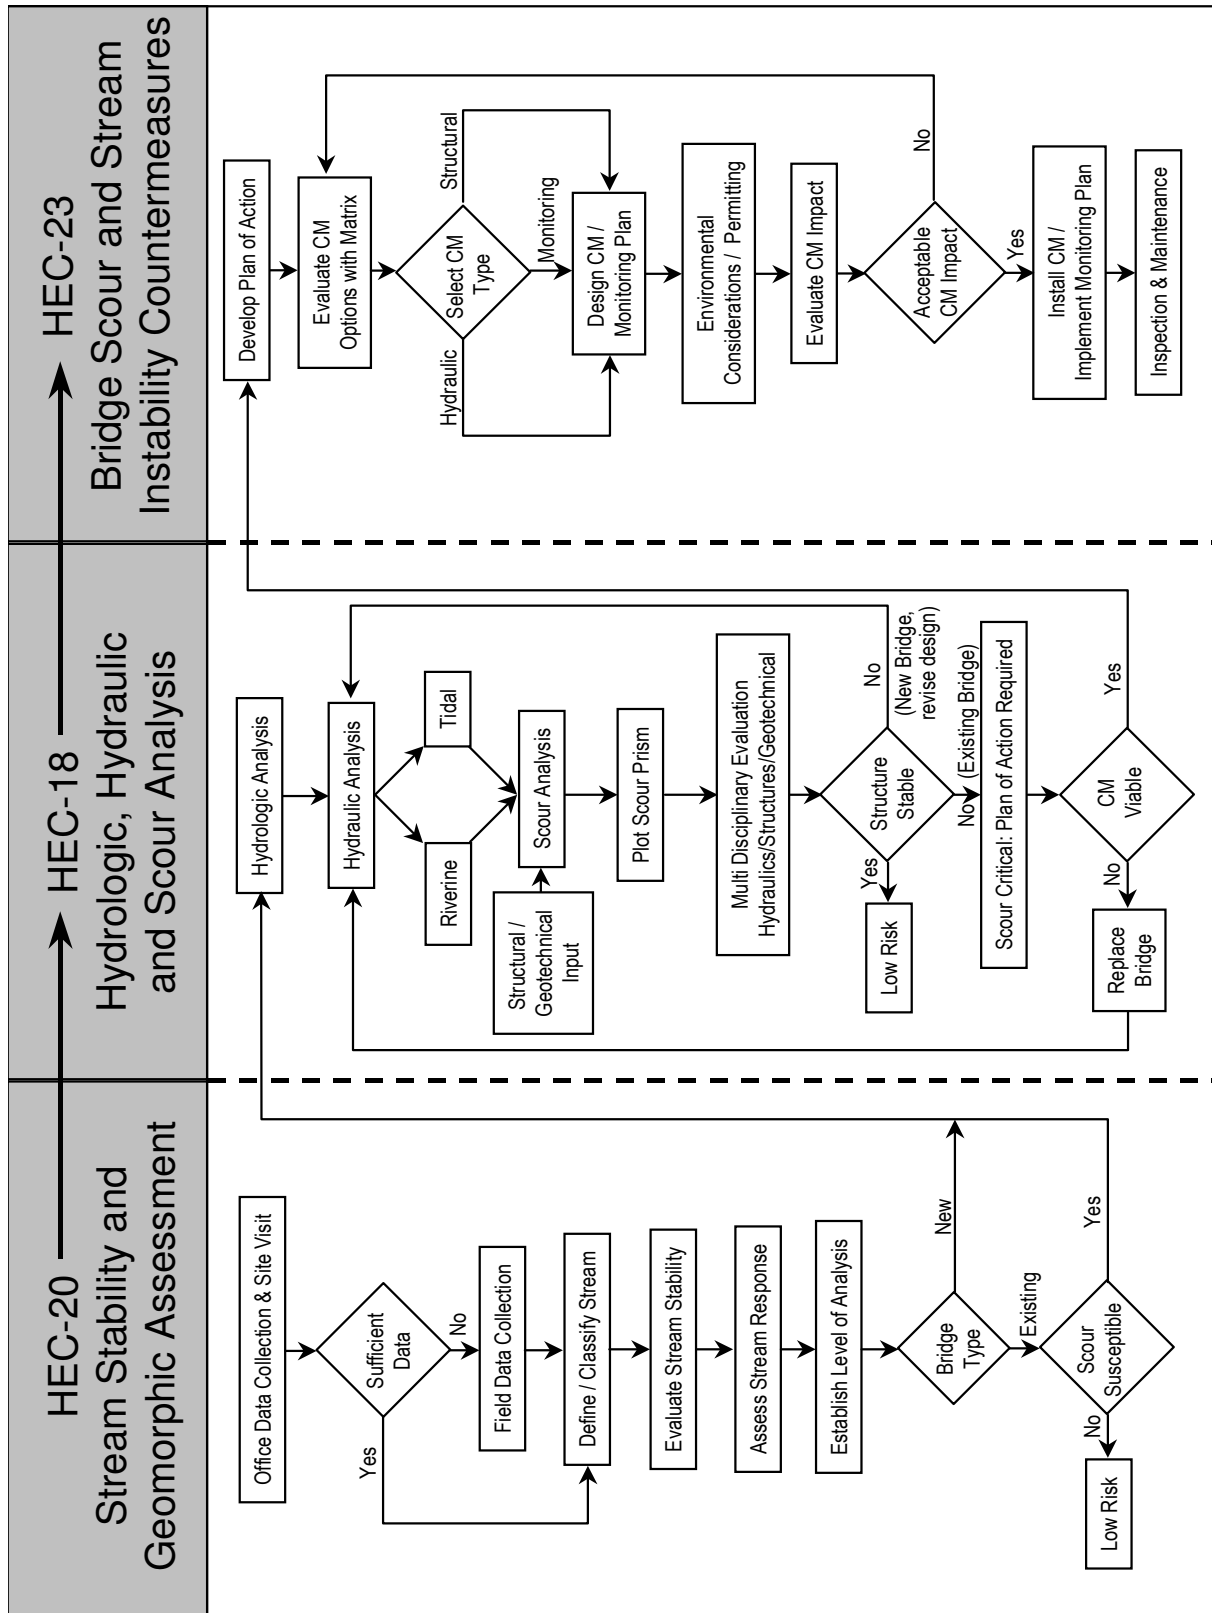 HEC-20
Stream Stability and
Geomorphic Assessment
HEC-18
Hydrologic, Hydraulic
and Scour Analysis
HEC-23
Bridge Scour and Stream
Instability Countermeasures
Office Data Collection & Site Visit
Sufficient
Data
Yes
No
Field Data Collection
Define / Classify Stream
Evaluate Stream Stability
Assess Stream Response
Establish Level of Analysis
Bridge
Type
New
Existing
Scour
Susceptible
Yes
No
Low Risk
Hydrologic Analysis
Hydraulic Analysis
Riverine
Tidal
Structural /
Geotechnical
Input
Scour Analysis
Plot Scour Prism
Multi Disciplinary Evaluation
Hydraulics/Structures/Geotechnical
Structure
Stable
Yes
Low Risk
No
(New Bridge,
revise design)
No (Existing Bridge)
Scour Critical: Plan of Action Required
CM
Viable
No
Replace
Bridge
Yes
Develop Plan of Action
Evaluate CM
Options with Matrix
Select CM
Type
Hydraulic
Monitoring
Structural
Design CM /
Monitoring Plan
Environmental
Considerations / Permitting
Evaluate CM Impact
Acceptable
CM Impact
No
Yes
Install CM /
Implement Monitoring Plan
Inspection & Maintenance